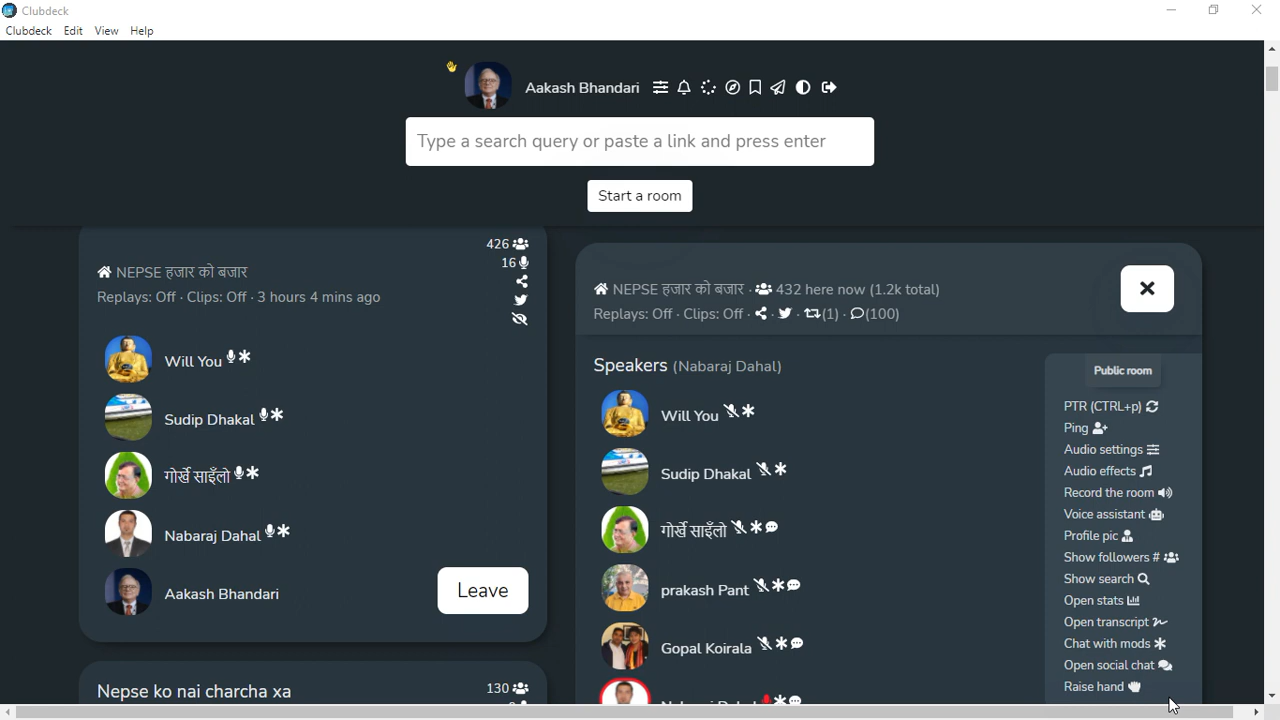 Clubdeck
Clubdeck Edit View Help
Aakash Bhandari
Type a search query or paste a link and press enter
Start a room
426
16
NEPSE हजार को बजार
Replays: Off · Clips: Off · 3 hours 4 mins ago
Will You
Sudip Dhakal
गोर्खे साइँलो
Nabaraj Dahal
Aakash Bhandari
Leave
Nepse ko nai charcha xa
130
NEPSE हजार को बजार · 432 here now (1.2k total)
Replays: Off · Clips: Off · · · (1) · (100)
Speakers (Nabaraj Dahal)
Will You
Sudip Dhakal
गोर्खे साइँलो
prakash Pant
Gopal Koirala
Nabaraj Dahal
Public room
PTR (CTRL+p)
Ping
Audio settings
Audio effects
Record the room
Voice assistant
Profile pic
Show followers #
Show search
Open stats
Open transcript
Chat with mods
Open social chat
Raise hand